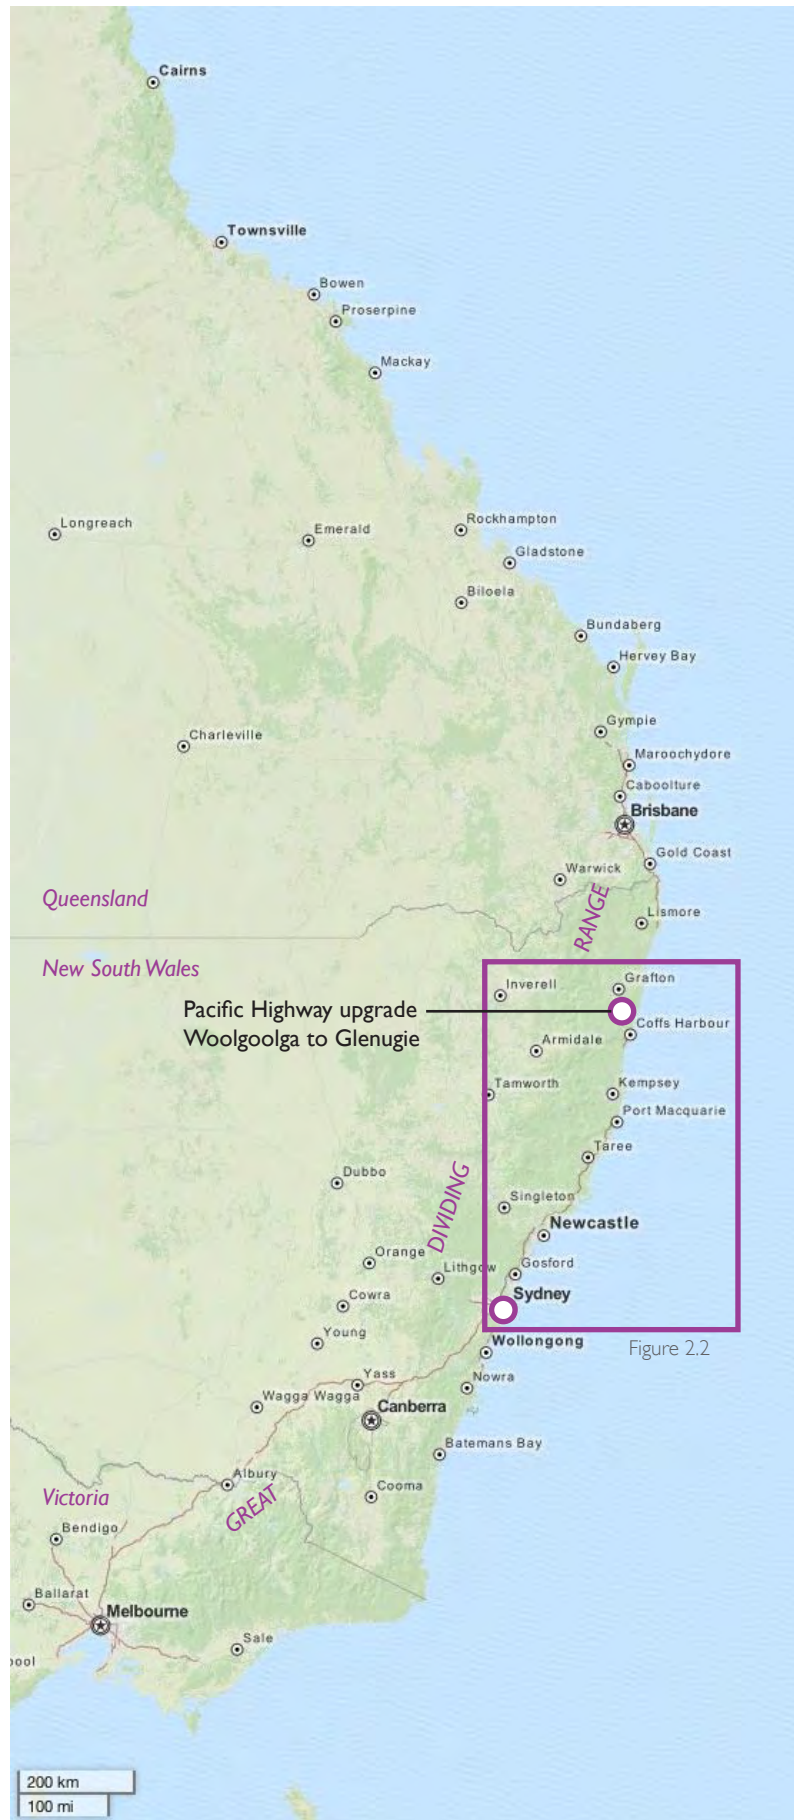 Cairns
Townsville
Bowen
Proserpine
Mackay
Rockhampton
Longreach
Emerald
Gladstone
Biloela
Bundaberg
Hervey Bay
Gympie
Charleville
Maroochydore
Caboolture
Brisbane
Gold Coast
Warwick
Queensland
RANGE
Lismore
New South Wales
Inverell
Grafton
Pacific Highway upgrade
Woolgoolga to Glenugie
Coffs Harbour
Armidale
Tamworth
Kempsey
Port Macquarie
Taree
Dubbo
DIVIDING
Singleton
Newcastle
Orange
Lithgow
Gosford
Sydney
Cowra
Young
Wollongong
Figure 2.2
Yass
Nowra
Wagga Wagga
Canberra
Batemans Bay
Albury
Cooma
Victoria
GREAT
Bendigo
Ballarat
Melbourne
Sale
pool
200 km
100 mi